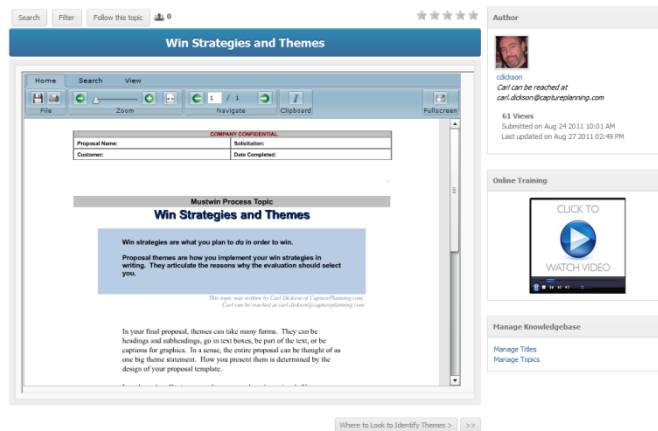 Search Filter Follow this topic 0
Win Strategies and Themes
Home Search View
1 / 1
File Zoom Navigate Clipboard Fullscreen
COMPANY CONFIDENTIAL
Proposal Name: Solicitation:
Customer: Date Completed:
Mustwin Process Topic
Win Strategies and Themes
Win strategies are what you plan to do in order to win.
Proposal themes are how you implement your win strategies in
writing. They articulate the reasons why the evaluation should select
you.
This topic was written by Carl Dickson of CapturePlanning.com.
Carl can be reached at carl.dickson@captureplanning.com
In your final proposal, themes can take many forms. They can be
headings and subheadings, go in text boxes, be part of the text, or be
captions for graphics. In a sense, the entire proposal can be thought of as
one big theme statement. How you present them is determined by the
design of your proposal template.
Where to Look to Identify Themes > >>
Author
cdickson
Carl can be reached at
carl.dickson@captureplanning.com
61 Views
Submitted on Aug 24 2011 10:01 AM
Last updated on Aug 27 2011 02:49 PM
Online Training
CLICK TO
WATCH VIDEO
Manage Knowledgebase
Manage Titles
Manage Topics